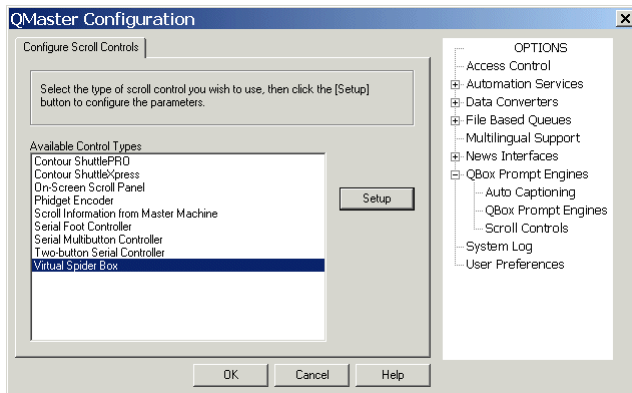 QMaster Configuration
Configure Scroll Controls
Select the type of scroll control you wish to use, then click the [Setup]
button to configure the parameters.
Available Control Types
Contour ShuttlePRO
Contour ShuttleXpress
On-Screen Scroll Panel
Phidget Encoder
Scroll Information from Master Machine
Serial Foot Controller
Serial Multibutton Controller
Two-button Serial Controller
Virtual Spider Box
Setup
OK
Cancel
Help
OPTIONS
Access Control
Automation Services
Data Converters
File Based Queues
Multilingual Support
News Interfaces
QBox Prompt Engines
Auto Captioning
QBox Prompt Engines
Scroll Controls
System Log
User Preferences